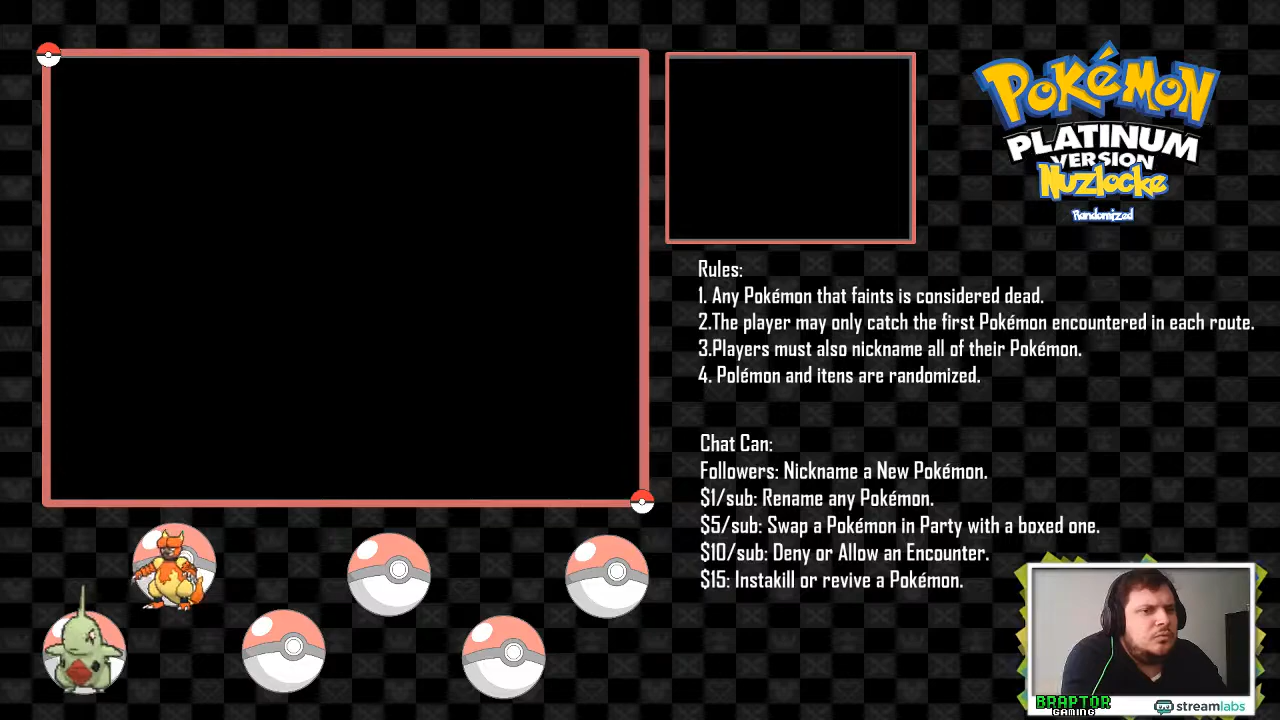 POKéMON
PLATINUM
VERSION
Nuzlocke
Randomized
Rules:
1. Any Pokémon that faints is considered dead.
2.The player may only catch the first Pokémon encountered in each route.
3.Players must also nickname all of their Pokémon.
4. Polémon and itens are randomized.
Chat Can:
Followers: Nickname a New Pokémon.
$1/sub: Rename any Pokémon.
$5/sub: Swap a Pokémon in Party with a boxed one.
$10/sub: Deny or Allow an Encounter.
$15: Instakill or revive a Pokémon.
BRAPTOR
GAMING
streamlabs